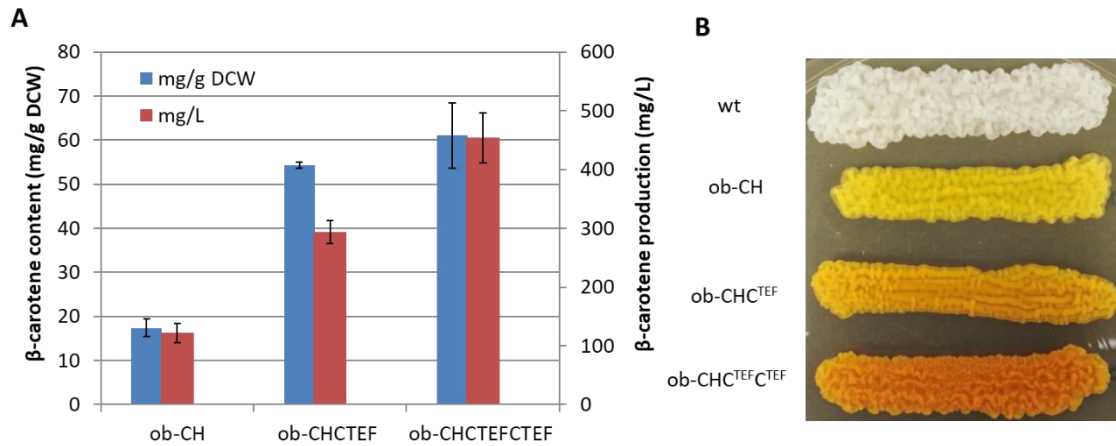 A
β-carotene content (mg/g DCW)
80
70
60
50
40
30
20
10
0
mg/g DCW
mg/L
600
500
400
300
200
100
0
β-carotene production (mg/L)
ob-CH
ob-CHCTEF
ob-CHCTEFCTEF
B
wt
ob-CH
ob-CHC^TEF
ob-CHC^TEFC^TEF